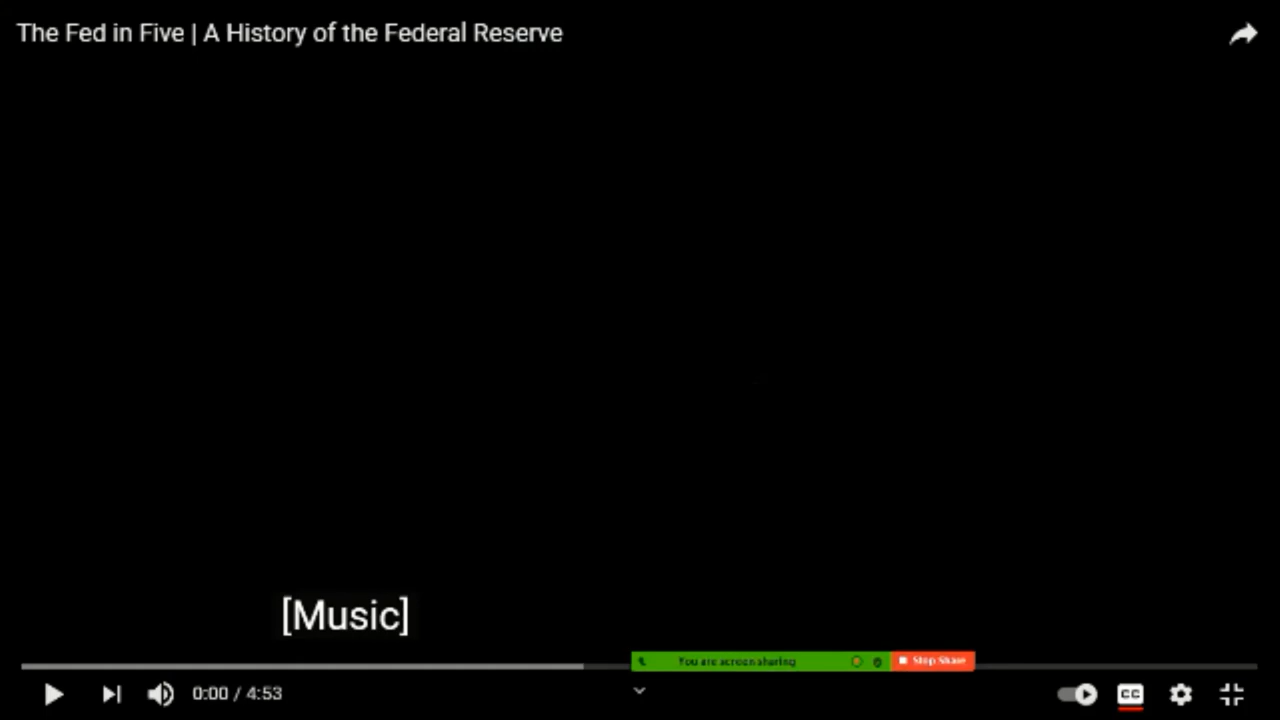 The Fed in Five | A History of the Federal Reserve
[Music]
You are screen sharing
Stop Share
0:00 / 4:53
CC